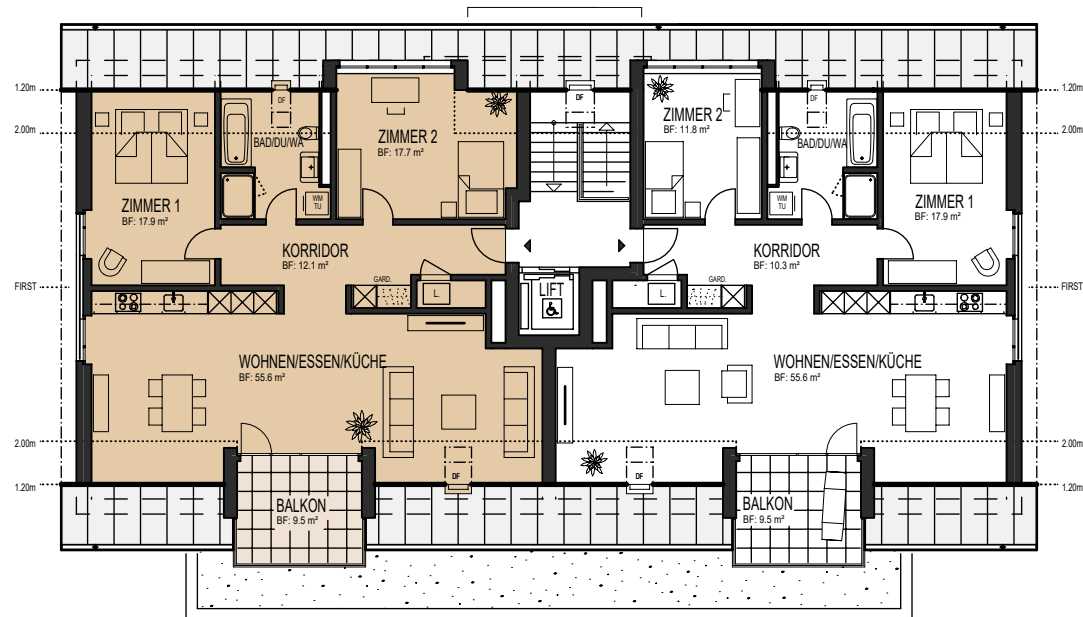 1.20m
1.20m
DF
DF
DF
2.00m
2.00m
ZIMMER 2
BF: 17.7 m²
ZIMMER 2
BF: 11.8 m²
BAD/DU/WA
BAD/DU/WA
ZIMMER 1
BF: 17.9 m²
WM
TU
WM
TU
ZIMMER 1
BF: 17.9 m²
KORRIDOR
BF: 12.1 m²
KORRIDOR
BF: 10.3 m²
FIRST
GARD.
L.
LIFT
L.
GARD.
FIRST
WOHNEN/ESSEN/KÜCHE
BF: 55.6 m²
WOHNEN/ESSEN/KÜCHE
BF: 55.6 m²
2.00m
2.00m
DF
DF
1.20m
1.20m
BALKON
BF: 9.5 m²
BALKON
BF: 9.5 m²